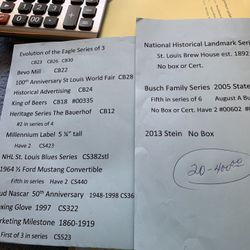 Evolution of the Eagle Series of 3
CB23 CB26 CB30
Bevo Mill CB22
100th Anniversary St Louis World Fair CB28
Historical Advertising CB24
King of Beers CB18 #00335
Heritage Series The Bauerhof CB12
#2 in series of 4
Millennium Label 5 ¾" tall
Have 2 CS423
NHL St. Louis Blues Series CS382stl
1964 ½ Ford Mustang Convertible
Fifth in series Have 2 CS440
Bud Nascar 50th Anniversary 1948-1998 CS36
Boxing Glove 1997 CS322
Marketing Milestone 1860-1919
First of 3 in series CS523
National Historical Landmark Seri
St. Louis Brew House est. 1892
No Box or Cert.
Busch Family Series 2005 State
Fifth in series of 6 August A Bu
No Box or Cert. Have 2 #00602 #0
2013 Stein No Box
20-400